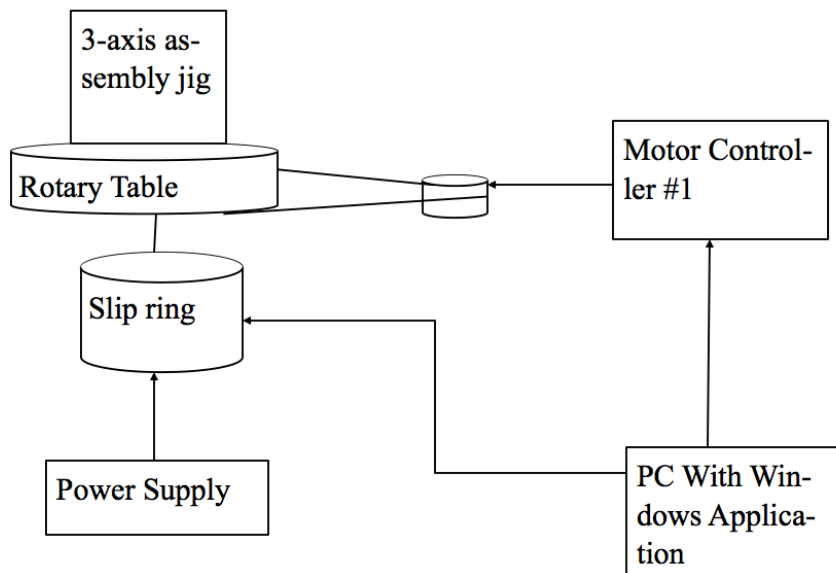 3-axis as-
sembly jig
Rotary Table
Motor Control-
ler #1
Slip ring
Power Supply
PC With Win-
dows Applica-
tion